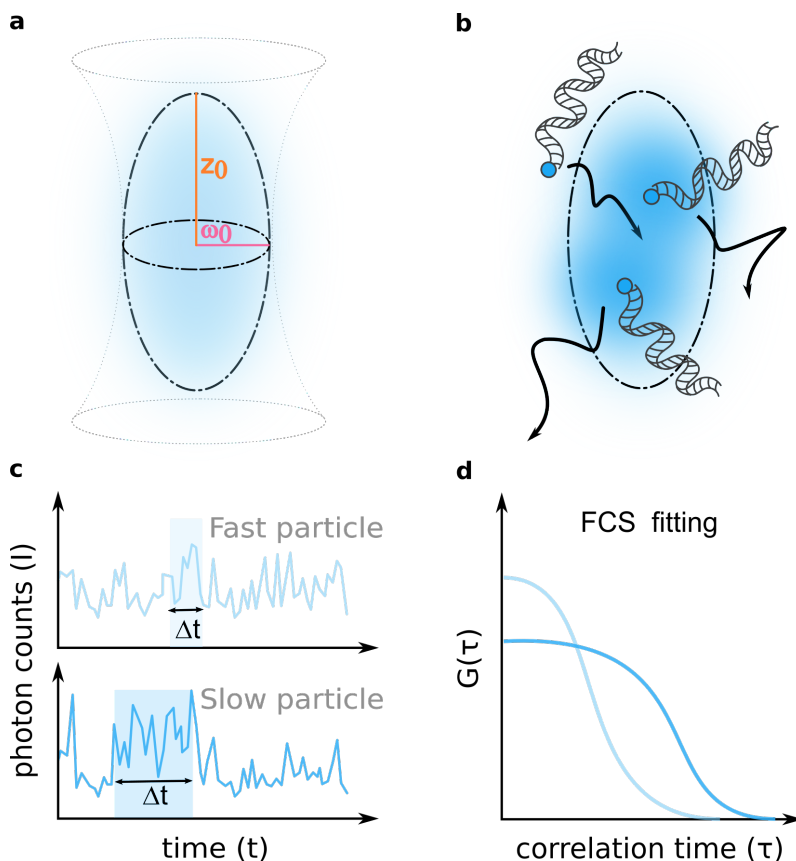 a
z0
ω0
b
c
photon counts (I)
Fast particle
Δt
Slow particle
Δt
time (t)
d
FCS fitting
G(τ)
correlation time (τ)